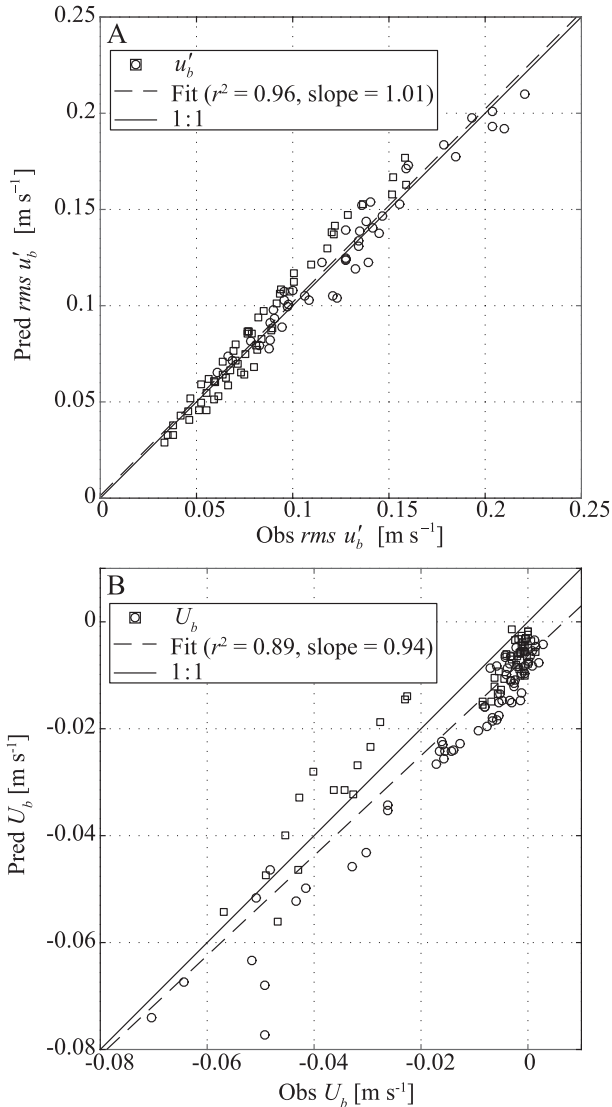 A
u′b
Fit (r² = 0.96, slope = 1.01)
1:1
0.25
0.2
0.15
0.1
0.05
0
Pred rms u′b [m s⁻¹]
0 0.05 0.1 0.15 0.2 0.25
Obs rms u′b [m s⁻¹]
B
Ub
Fit (r² = 0.89, slope = 0.94)
1:1
0
-0.02
-0.04
-0.06
-0.08
Pred Ub [m s⁻¹]
-0.08 -0.06 -0.04 -0.02 0
Obs Ub [m s⁻¹]